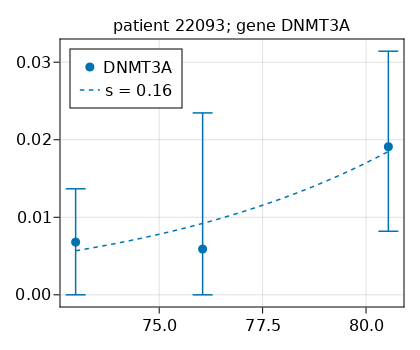 patient 22093; gene DNMT3A
0.03
DNMT3A
s = 0.16
0.02
0.01
0.00
75.0 77.5 80.0